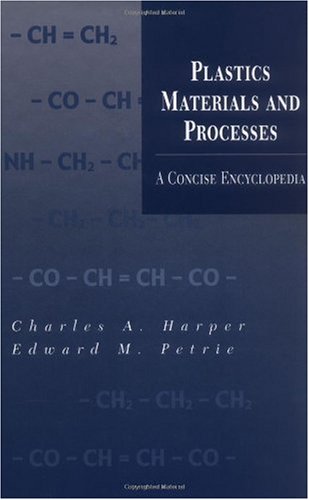 – CH = CH₂
PLASTICS
MATERIALS AND
PROCESSES
A CONCISE ENCYCLOPEDIA
– CO – CH =
NH – CH₂ –
– CH₂ – CH₂
– CO – CH = CH – CO –
Charles A. Harper
Edward M. Petrie
– CH₂ – CH₂ –
– CO – CH = CH – CO –